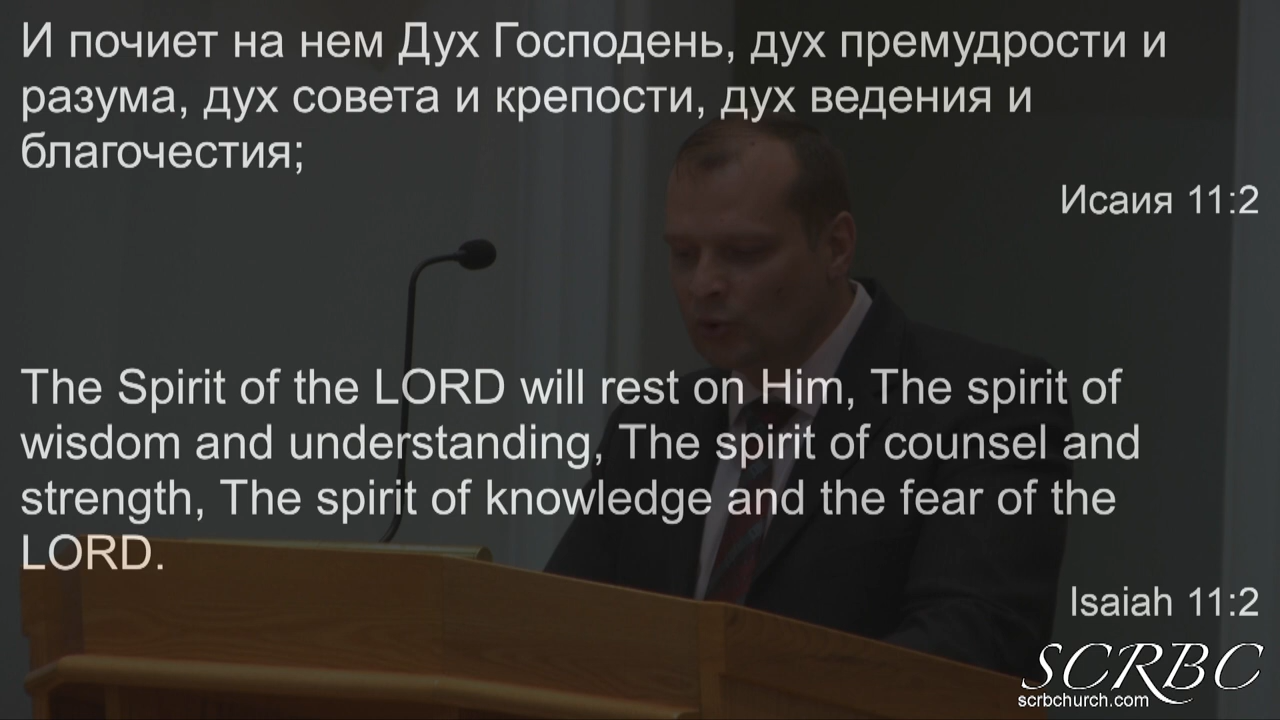 И почиет на нем Дух Господень, дух премудрости и
разума, дух совета и крепости, дух ведения и
благочестия;
Исаия 11:2
The Spirit of the LORD will rest on Him, The spirit of
wisdom and understanding, The spirit of counsel and
strength, The spirit of knowledge and the fear of the
LORD.
Isaiah 11:2
SCRBC
scrbchurch.com